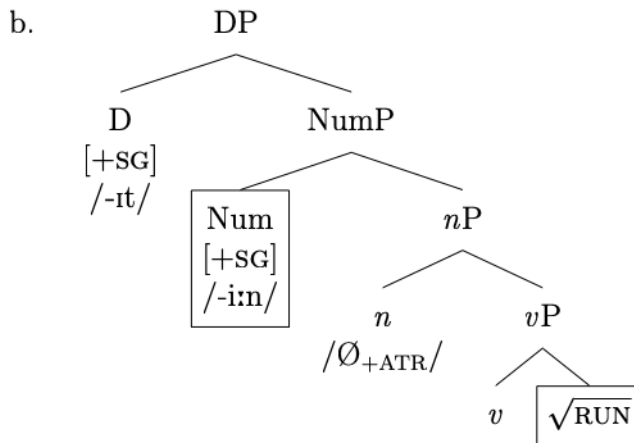 b.
DP
D NumP
[+SG]
/-ɪt/
Num nP
[+SG]
/-iːn/
n vP
/Ø+ATR/
v √RUN